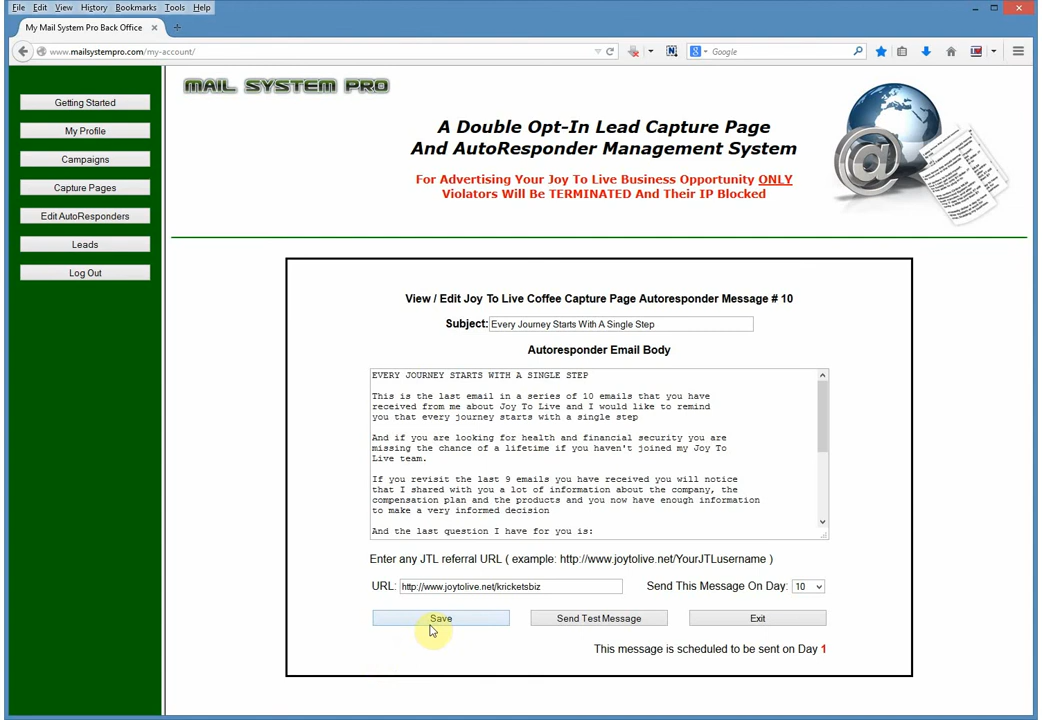 File Edit View History Bookmarks Tools Help
My Mail System Pro Back Office
www.mailsystempro.com/my-account/
Google
Getting Started
My Profile
Campaigns
Capture Pages
Edit AutoResponders
Leads
Log Out
MAIL SYSTEM PRO
A Double Opt-In Lead Capture Page
And AutoResponder Management System
For Advertising Your Joy To Live Business Opportunity ONLY
Violators Will Be TERMINATED And Their IP Blocked
View / Edit Joy To Live Coffee Capture Page Autoresponder Message # 10
Subject: Every Journey Starts With A Single Step
Autoresponder Email Body
EVERY JOURNEY STARTS WITH A SINGLE STEP
This is the last email in a series of 10 emails that you have
received from me about Joy To Live and I would like to remind
you that every journey starts with a single step
And if you are looking for health and financial security you are
missing the chance of a lifetime if you haven't joined my Joy To
Live team.
If you revisit the last 9 emails you have received you will notice
that I shared with you a lot of information about the company, the
compensation plan and the products and you now have enough information
to make a very informed decision
And the last question I have for you is:
Enter any JTL referral URL ( example: http://www.joytolive.net/YourJTLusername )
URL: http://www.joytolive.net/kricketsbiz Send This Message On Day: 10
Save Send Test Message Exit
This message is scheduled to be sent on Day 1